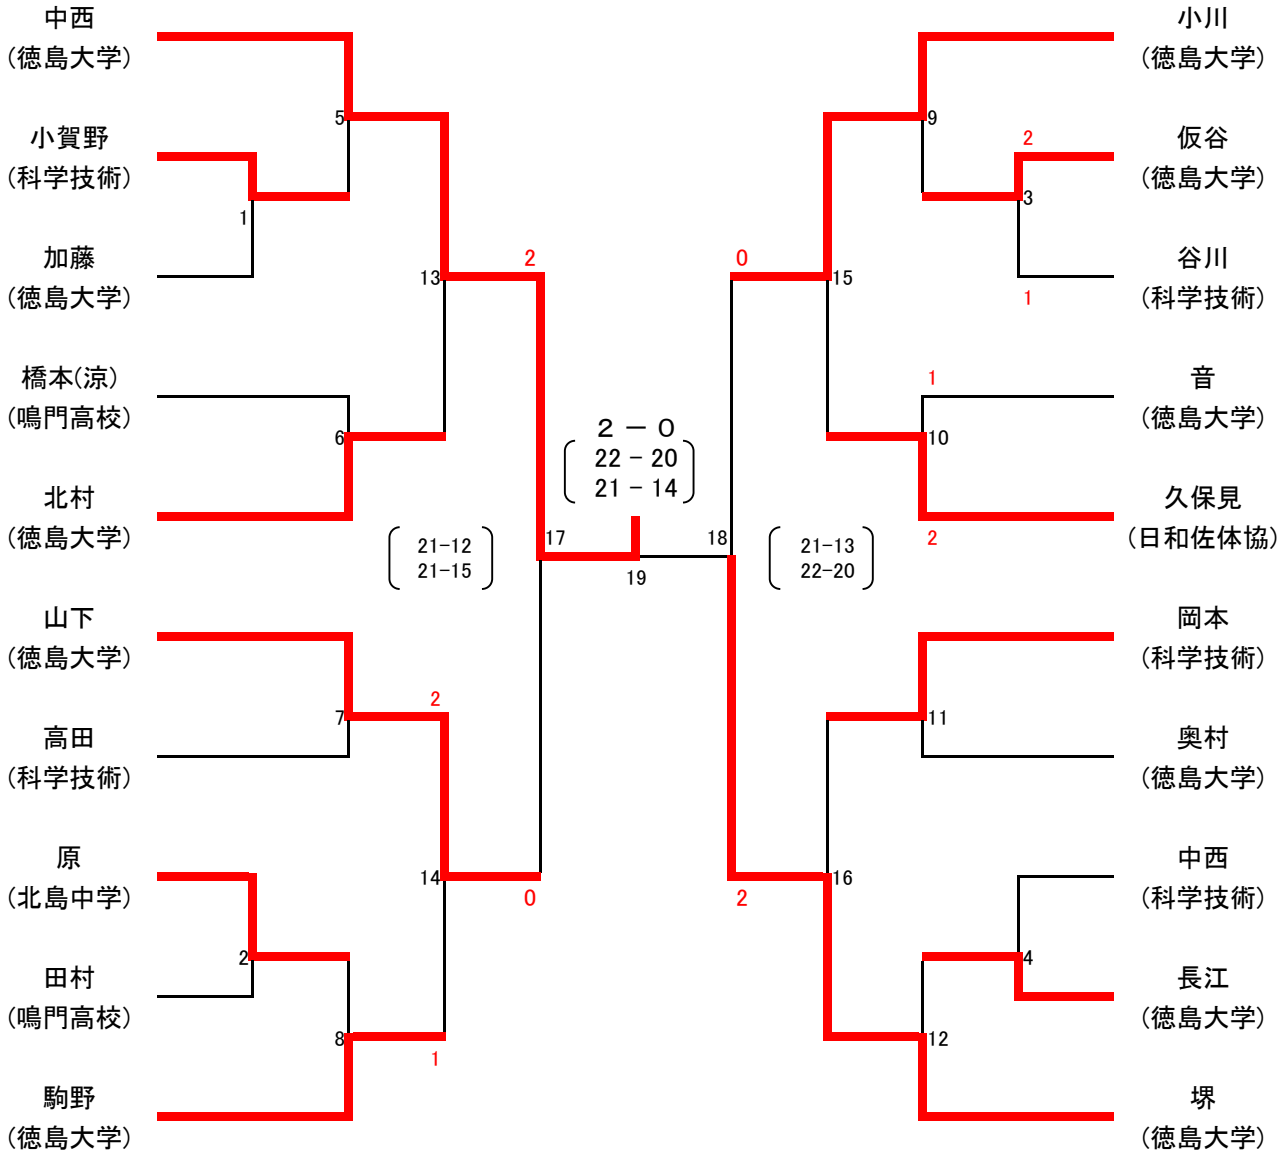 中西
(徳島大学)
小賀野
(科学技術)
加藤
(徳島大学)
橋本(涼)
(鳴門高校)
北村
(徳島大学)
山下
(徳島大学)
高田
(科学技術)
原
(北島中学)
田村
(鳴門高校)
駒野
(徳島大学)
5
1
13
2
6
17
21-12
21-15
7
2
14
0
2
8
1
2 － 0
22 － 20
21 － 14
19
0
18
21-13
22-20
2
15
9
2
3
1
1
10
2
11
16
4
12
小川
(徳島大学)
仮谷
(徳島大学)
谷川
(科学技術)
音
(徳島大学)
久保見
(日和佐体協)
岡本
(科学技術)
奥村
(徳島大学)
中西
(科学技術)
長江
(徳島大学)
堺
(徳島大学)